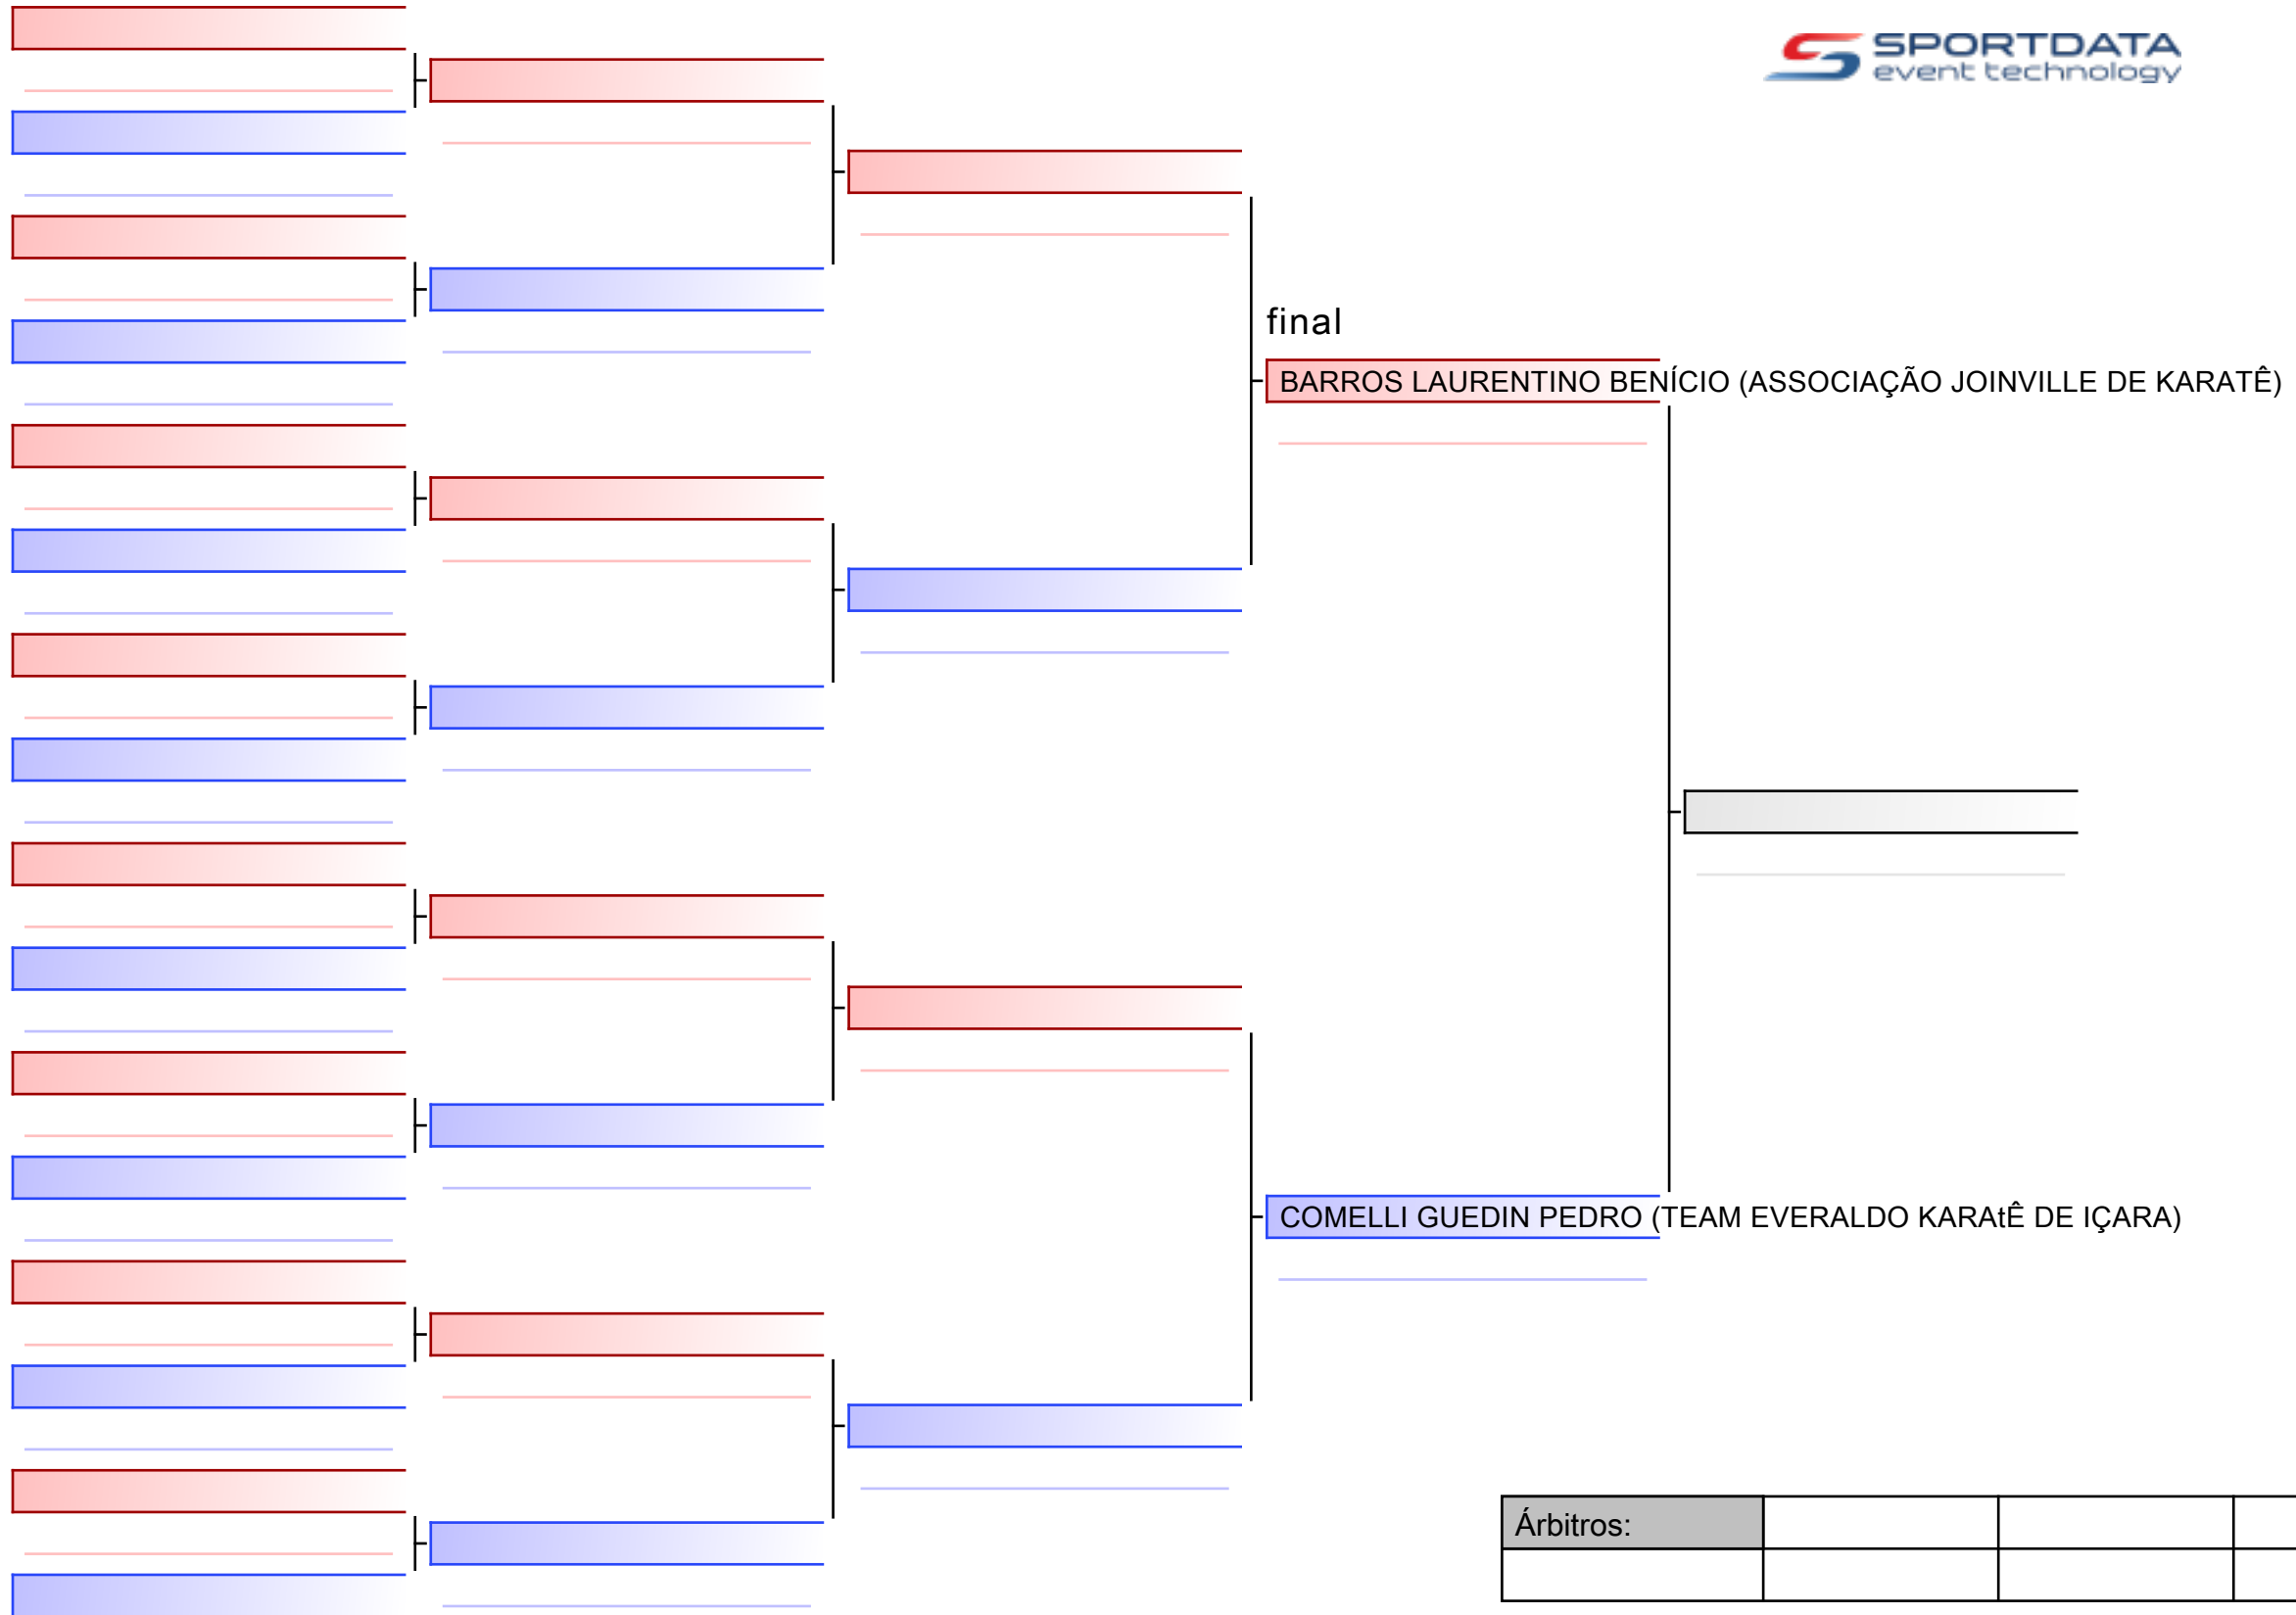 SPORTDATA
event technology
final
BARROS LAURENTINO BENÍCIO (ASSOCIAÇÃO JOINVILLE DE KARATÊ)
COMELLI GUEDIN PEDRO (TEAM EVERALDO KARAtÊ DE IÇARA)
Árbitros: